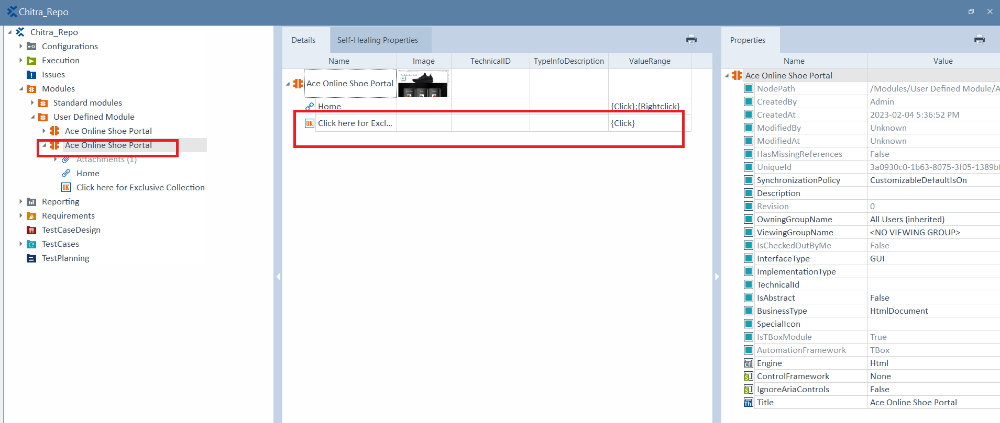 Chitra_Repo
Chitra_Repo
Configurations
Execution
Issues
Modules
Standard modules
User Defined Module
Ace Online Shoe Portal
Ace Online Shoe Portal
Attachments (1)
Home
Click here for Exclusive Collection
Reporting
Requirements
TestCaseDesign
TestCases
TestPlanning
Details Self-Healing Properties
Name Image TechnicalID TypeInfoDescription ValueRange
Ace Online Shoe Portal
Home {Click};{Rightclick}
Click here for Excl... {Click}
Properties
Name Value
Ace Online Shoe Portal
NodePath /Modules/User Defined Module/A
CreatedBy Admin
CreatedAt 2023-02-04 5:36:52 PM
ModifiedBy Unknown
ModifiedAt Unknown
HasMissingReferences False
UniqueId 3a0930c0-1b63-8075-3f05-1389bf
SynchronizationPolicy CustomizableDefaultIsOn
Description
Revision 0
OwningGroupName All Users (inherited)
ViewingGroupName <NO VIEWING GROUP>
IsCheckedOutByMe False
InterfaceType GUI
ImplementationType
TechnicalId
IsAbstract False
BusinessType HtmlDocument
SpecialIcon
IsTBoxModule True
AutomationFramework TBox
Engine Html
ControlFramework None
IgnoreAriaControls False
Title Ace Online Shoe Portal